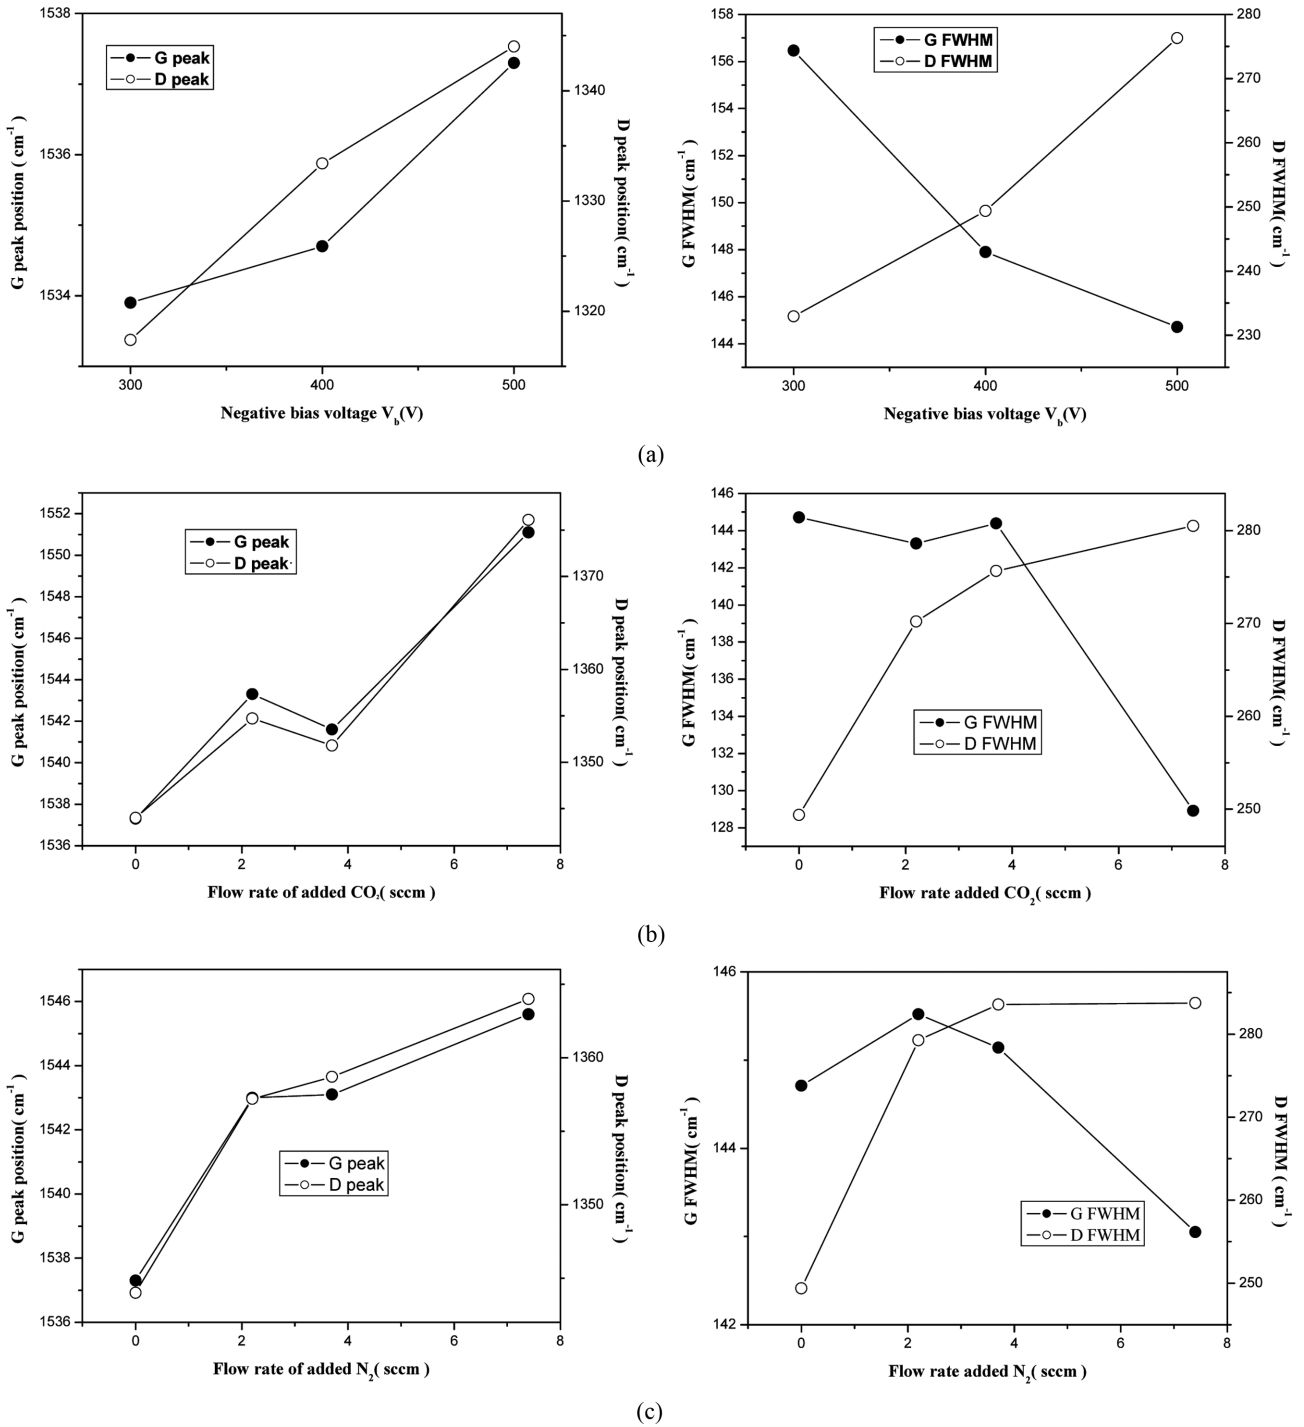 1538
1536
1534
G peak position ( cm-1 )
G peak
D peak
1340
1330
1320
D peak position( cm-1 )
300
400
500
Negative bias voltage Vb(V)
158
156
154
152
150
148
146
144
G FWHM( cm-1 )
G FWHM
D FWHM
280
270
260
250
240
230
D FWHM( cm-1 )
300
400
500
Negative bias voltage Vb(V)
(a)
1552
1550
1548
1546
1544
1542
1540
1538
1536
G peak position( cm-1 )
G peak
D peak
1370
1360
1350
D peak position( cm-1 )
0
2
4
6
8
Flow rate of added CO2( sccm )
146
144
142
140
138
136
134
132
130
128
G FWHM( cm-1 )
G FWHM
D FWHM
280
270
260
250
D FWHM( cm-1 )
0
2
4
6
8
Flow rate added CO2( sccm )
(b)
1546
1544
1542
1540
1538
1536
G peak position( cm-1 )
G peak
D peak
1360
1350
D peak position( cm-1 )
0
2
4
6
8
Flow rate of added N2( sccm )
146
144
142
G FWHM( cm-1 )
G FWHM
D FWHM
280
270
260
250
D FWHM ( cm-1 )
0
2
4
6
8
Flow rate added N2( sccm )
(c)